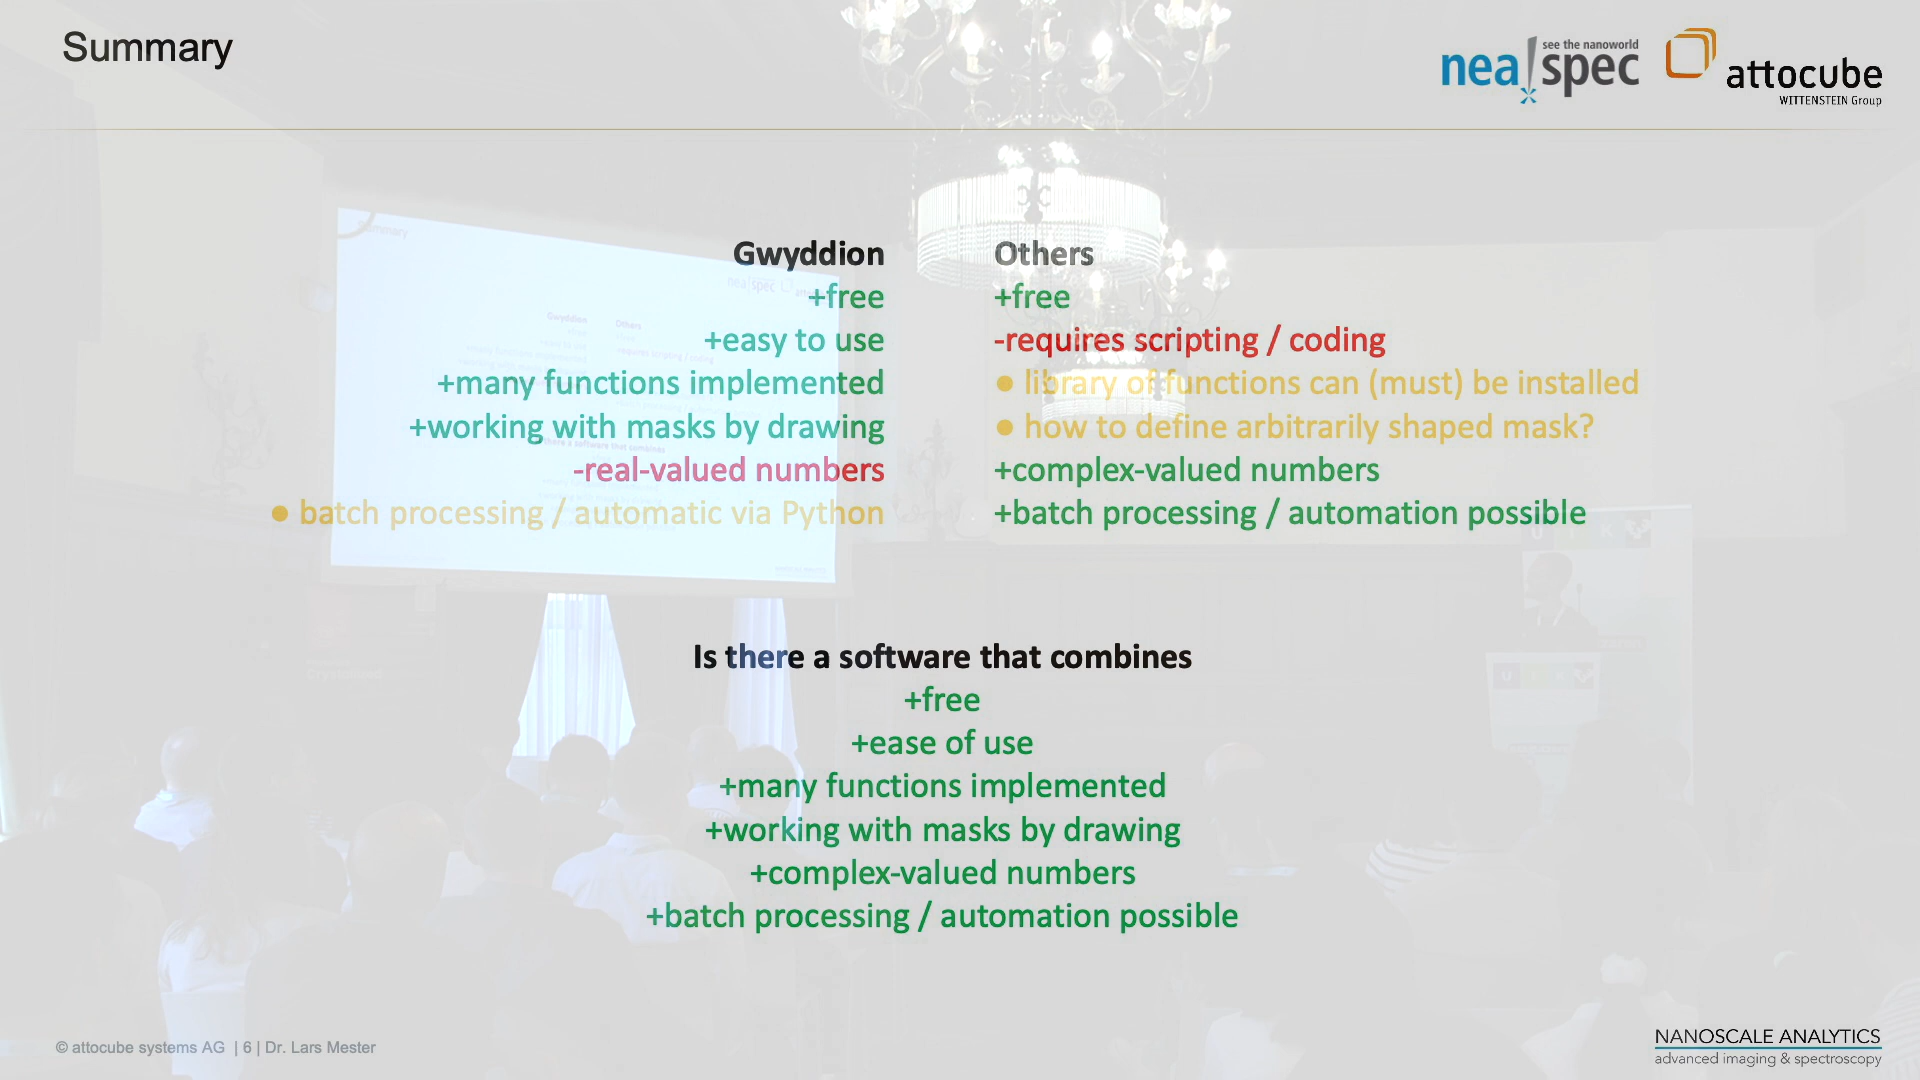 Summary
see the nanoworld
nea spec
attocube
WITTENSTEIN Group
Gwyddion
+free
+easy to use
+many functions implemented
+working with masks by drawing
-real-valued numbers
● batch processing / automatic via Python
Others
+free
-requires scripting / coding
● library of functions can (must) be installed
● how to define arbitrarily shaped mask?
+complex-valued numbers
+batch processing / automation possible
Is there a software that combines
+free
+ease of use
+many functions implemented
+working with masks by drawing
+complex-valued numbers
+batch processing / automation possible
© attocube systems AG | 6 | Dr. Lars Mester
NANOSCALE ANALYTICS
advanced imaging & spectroscopy